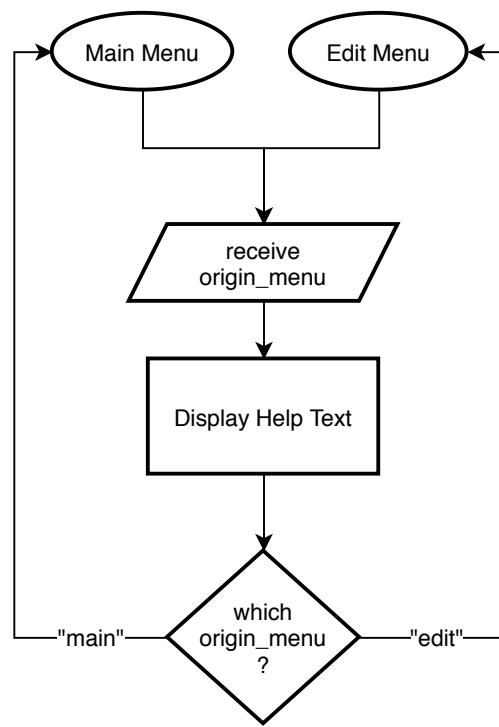 Main Menu
Edit Menu
receive
origin_menu
Display Help Text
which
origin_menu
?
"main"
"edit"